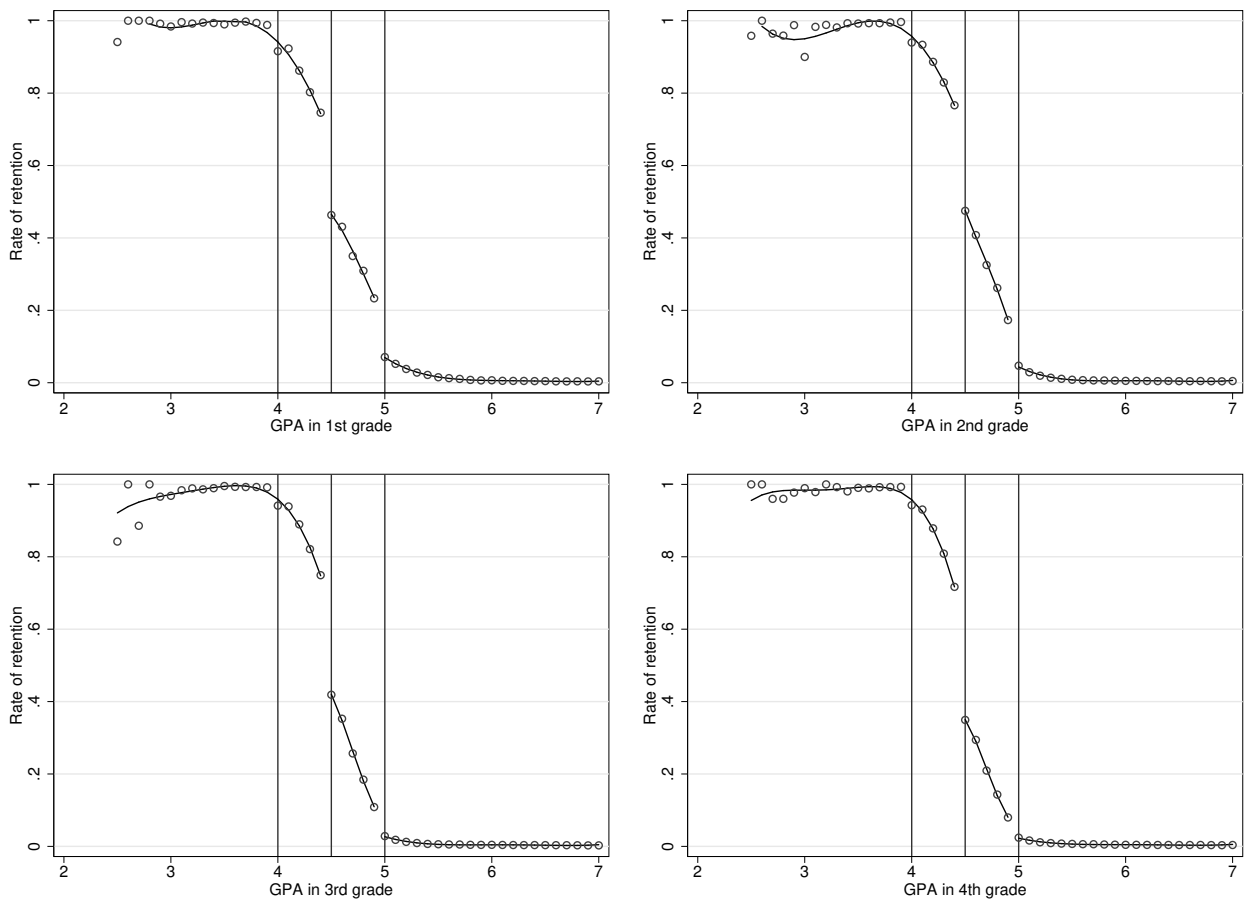 Rate of retention
1
.8
.6
.4
.2
0
2 3 4 5 6 7
GPA in 1st grade
Rate of retention
1
.8
.6
.4
.2
0
2 3 4 5 6 7
GPA in 2nd grade
Rate of retention
1
.8
.6
.4
.2
0
2 3 4 5 6 7
GPA in 3rd grade
Rate of retention
1
.8
.6
.4
.2
0
2 3 4 5 6 7
GPA in 4th grade